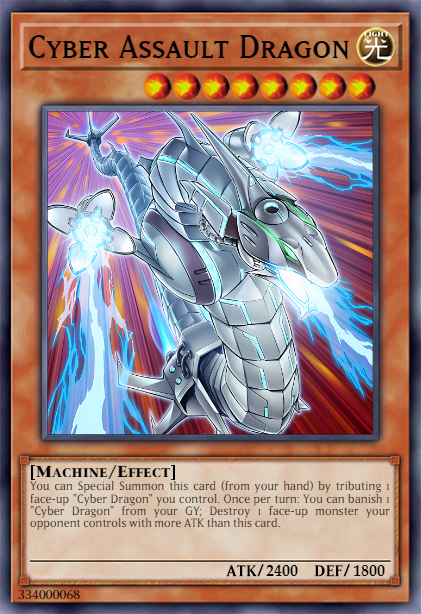 CYBER ASSAULT DRAGON
LIGHT
光
[MACHINE/EFFECT]
You can Special Summon this card (from your hand) by tributing 1
face-up "Cyber Dragon" you control. Once per turn: You can banish 1
"Cyber Dragon" from your GY; Destroy 1 face-up monster your
opponent controls with more ATK than this card.
ATK/2400 DEF/1800
334000068